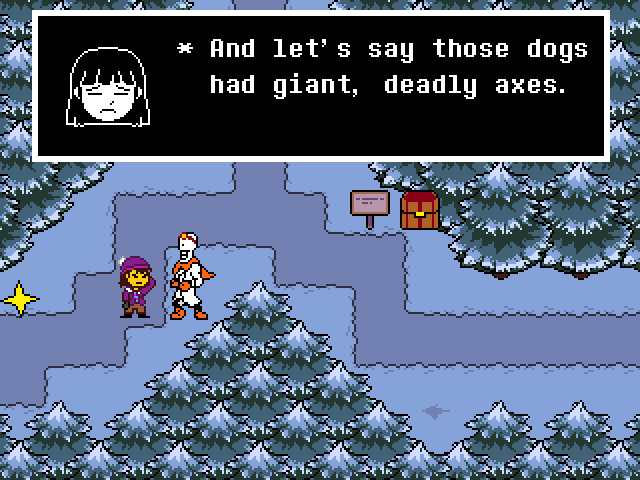 * And let's say those dogs
had giant, deadly axes.